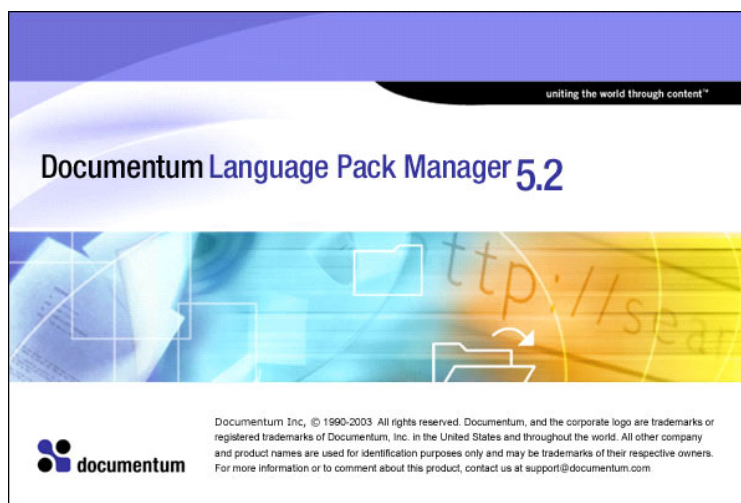 uniting the world through content™
Documentum Language Pack Manager 5.2
ttp://sear
Documentum Inc, © 1990-2003 All rights reserved. Documentum, and the corporate logo are trademarks or
registered trademarks of Documentum, Inc. in the United States and throughout the world. All other company
and product names are used for identification purposes only and may be trademarks of their respective owners.
For more information or to comment about this product, contact us at support@documentum.com
documentum